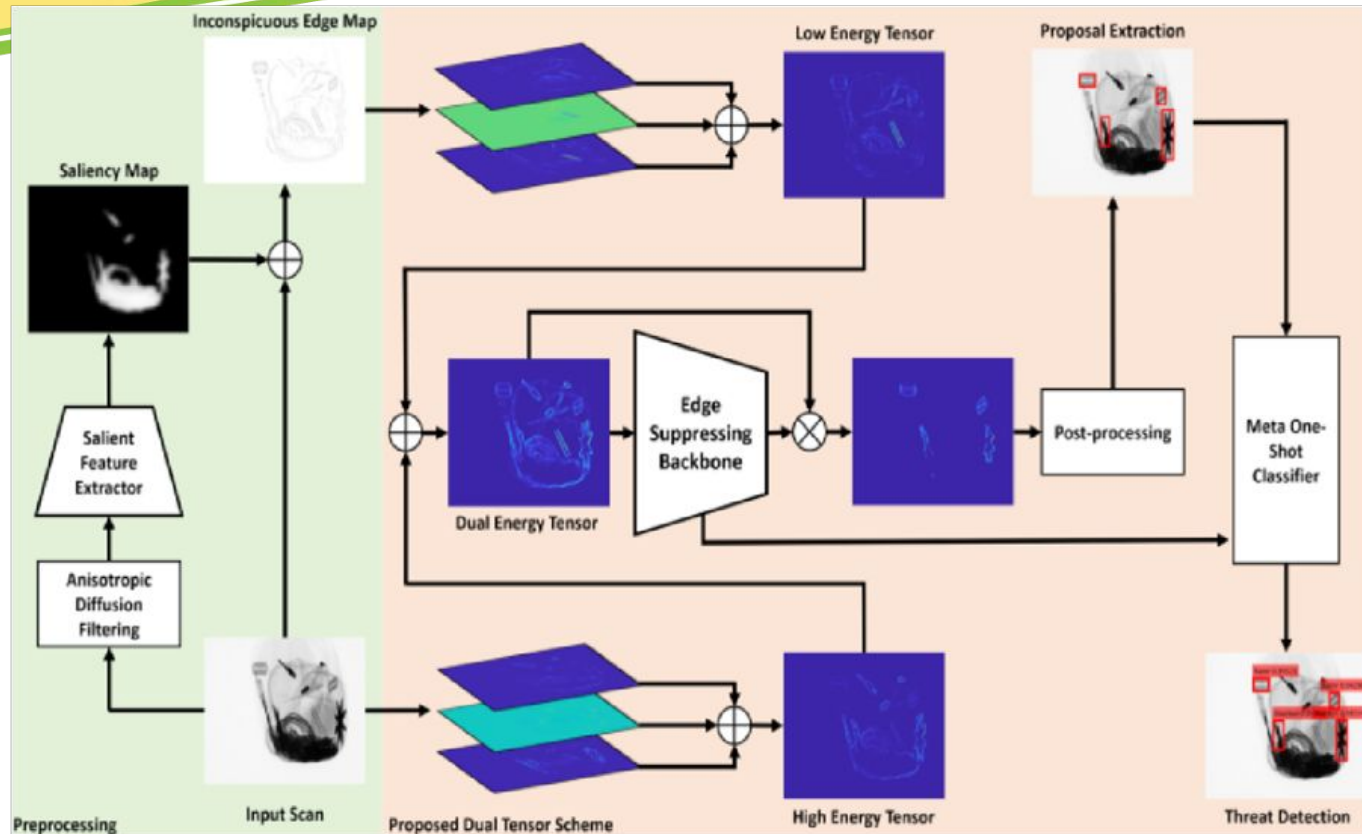 Inconspicuous Edge Map
Low Energy Tensor
Proposal Extraction
Saliency Map
Salient
Feature
Extractor
Anisotropic
Diffusion
Filtering
Dual Energy Tensor
Edge
Suppressing
Backbone
Post-processing
Meta One-
Shot
Classifier
Preprocessing
Input Scan
Proposed Dual Tensor Scheme
High Energy Tensor
Threat Detection